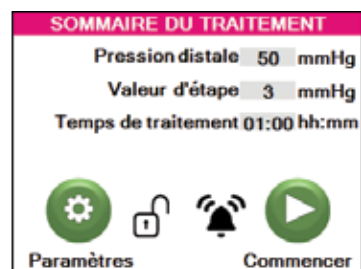 SOMMAIRE DU TRAITEMENT
Pression distale 50 mmHg
Valeur d'étape 3 mmHg
Temps de traitement 01:00 hh:mm
Paramètres Commencer